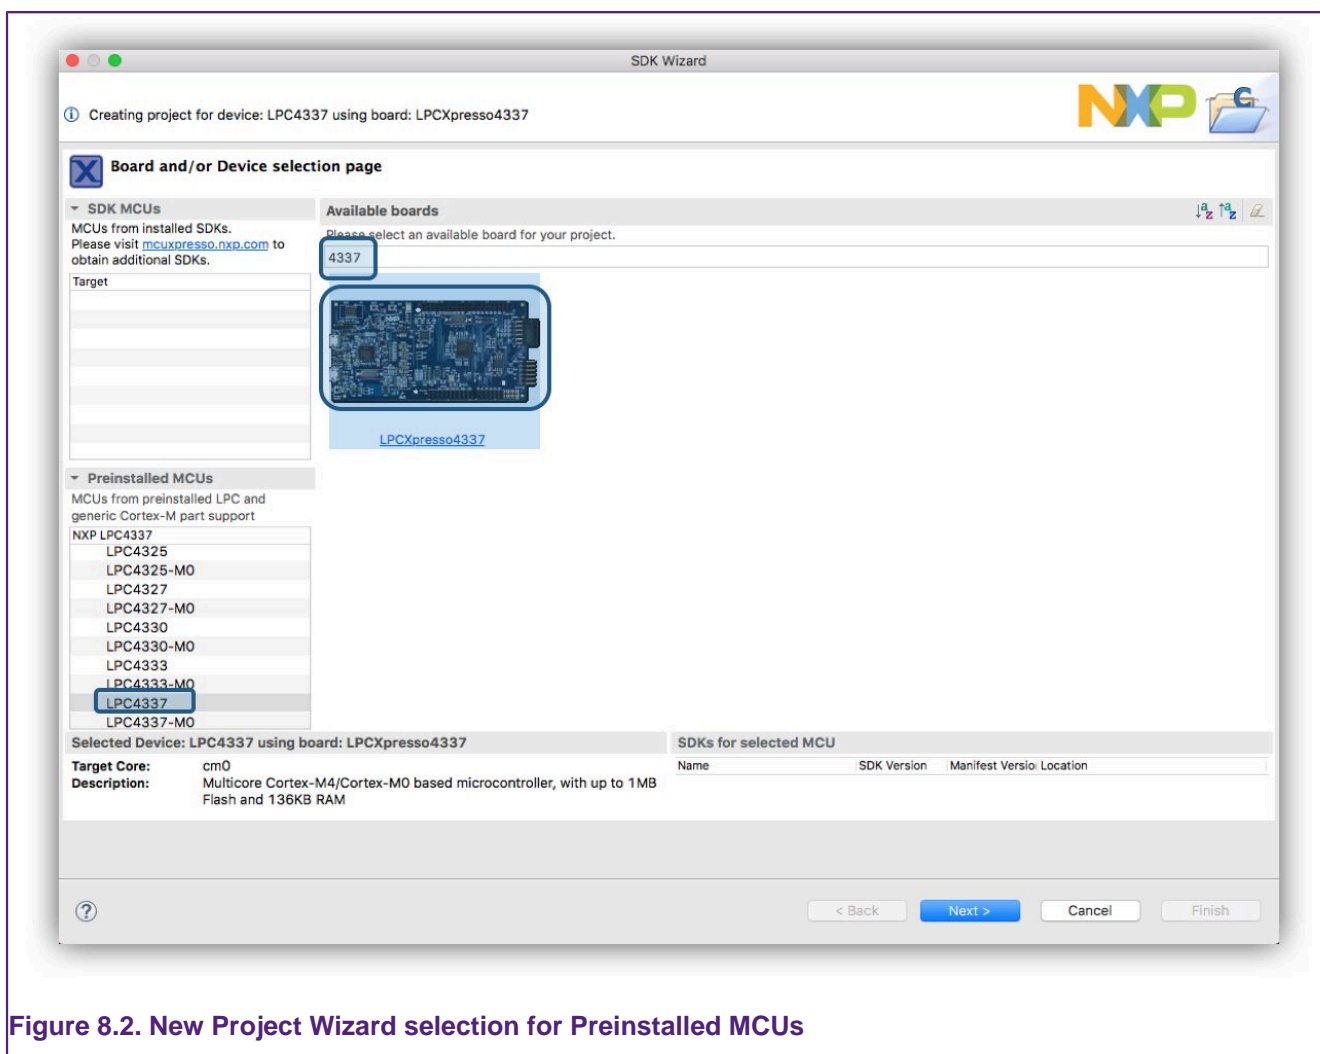 SDK Wizard
Creating project for device: LPC4337 using board: LPCXpresso4337
NXP
C
X
Board and/or Device selection page
SDK MCUs
MCUs from installed SDKs.
Please visit mcuxpresso.nxp.com to
obtain additional SDKs.
Target
Available boards
Please select an available board for your project.
4337
LPCXpresso4337
Preinstalled MCUs
MCUs from preinstalled LPC and
generic Cortex-M part support
NXP LPC4337
LPC4325
LPC4325-M0
LPC4327
LPC4327-M0
LPC4330
LPC4330-M0
LPC4333
LPC4333-M0
LPC4337
LPC4337-M0
Selected Device: LPC4337 using board: LPCXpresso4337
Target Core: cm0
Description: Multicore Cortex-M4/Cortex-M0 based microcontroller, with up to 1MB
Flash and 136KB RAM
SDKs for selected MCU
Name SDK Version Manifest Versio Location
? < Back Next > Cancel Finish
Figure 8.2. New Project Wizard selection for Preinstalled MCUs